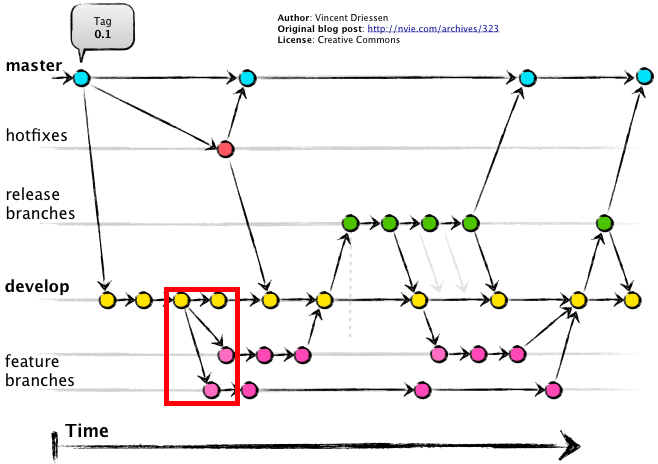 Tag
0.1
Author: Vincent Driessen
Original blog post: http://nvie.com/archives/323
License: Creative Commons
master
hotfixes
release
branches
develop
feature
branches
Time